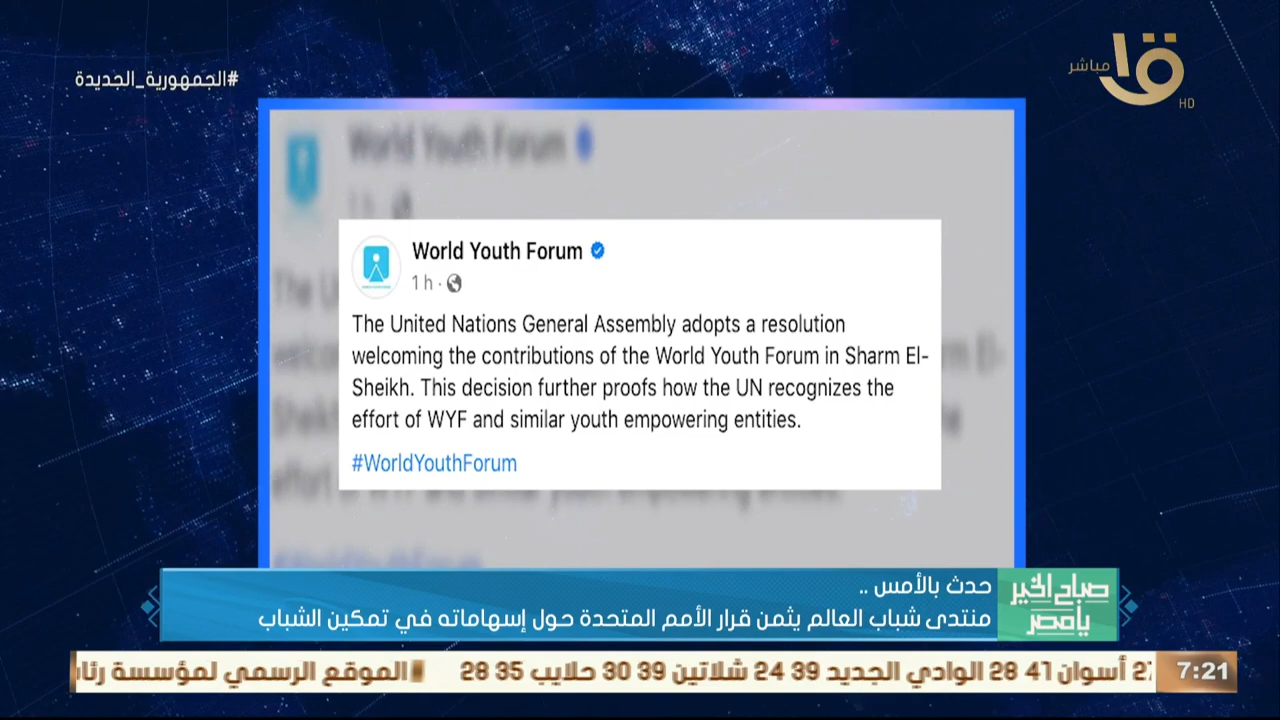 #الجمهورية_الجديدة
مباشر
HD
World Youth Forum
1 h
The United Nations General Assembly adopts a resolution
welcoming the contributions of the World Youth Forum in Sharm El-
Sheikh. This decision further proofs how the UN recognizes the
effort of WYF and similar youth empowering entities.
#WorldYouthForum
صباح الخير
يا مصر
حدث بالأمس ..
منتدى شباب العالم يثمن قرار الأمم المتحدة حول إسهاماته في تمكين الشباب
7:21
أسوان 41 28 الوادي الجديد 39 24 شلاتين 39 30 حلايب 35 28 الموقع الرسمي لمؤسسة